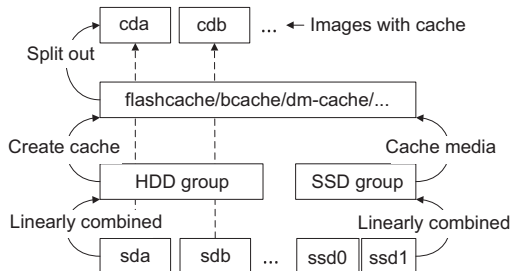 cda cdb ... Images with cache
Split out
flashcache/bcache/dm-cache/...
Create cache Cache media
HDD group SSD group
Linearly combined Linearly combined
sda sdb ... ssd0 ssd1